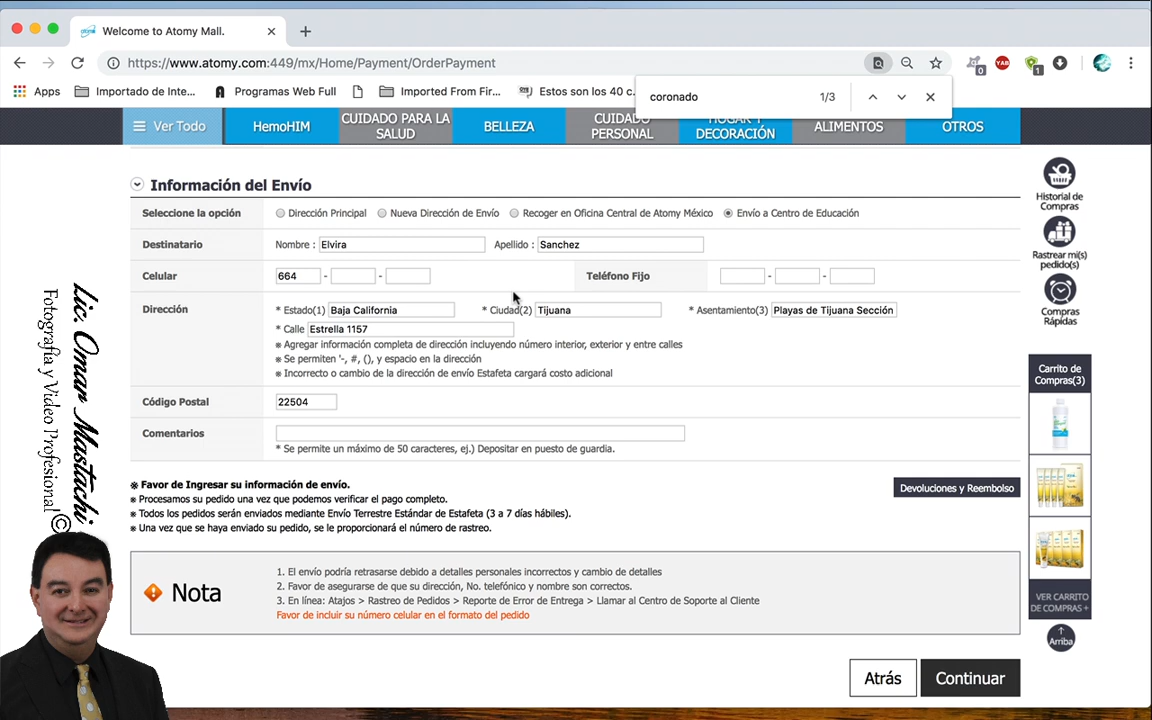 Welcome to Atomy Mall.
https://www.atomy.com:449/mx/Home/Payment/OrderPayment
Apps
Importado de Inte...
Programas Web Full
Imported From Fir...
Estos son los 40 c.
coronado
1/3
0
YAB
1
Ver Todo
HemoHIM
CUIDADO PARA LA SALUD
BELLEZA
CUIDADO PERSONAL
HOGAR Y DECORACIÓN
ALIMENTOS
OTROS
Información del Envío
Seleccione la opción
Dirección Principal
Nueva Dirección de Envío
Recoger en Oficina Central de Atomy México
Envío a Centro de Educación
Destinatario
Nombre : Elvira
Apellido : Sanchez
Celular
664 - -
Teléfono Fijo
- -
Dirección
* Estado(1) Baja California
* Ciudad(2) Tijuana
* Asentamiento(3) Playas de Tijuana Sección
* Calle Estrella 1157
※ Agregar información completa de dirección incluyendo número interior, exterior y entre calles
※ Se permiten '-, #, (), y espacio en la dirección
※ Incorrecto o cambio de la dirección de envío Estafeta cargará costo adicional
Código Postal
22504
Comentarios
* Se permite un máximo de 50 caracteres, ej.) Depositar en puesto de guardia.
※ Favor de Ingresar su información de envío.
※ Procesamos su pedido una vez que podemos verificar el pago completo.
※ Todos los pedidos serán enviados mediante Envío Terrestre Estándar de Estafeta (3 a 7 días hábiles).
※ Una vez que se haya enviado su pedido, se le proporcionará el número de rastreo.
Devoluciones y Reembolso
Nota
1. El envío podría retrasarse debido a detalles personales incorrectos y cambio de detalles
2. Favor de asegurarse de que su dirección, No. telefónico y nombre son correctos.
3. En línea: Atajos > Rastreo de Pedidos > Reporte de Error de Entrega > Llamar al Centro de Soporte al Cliente
Favor de incluir su número celular en el formato del pedido
Atrás
Continuar
Historial de
Compras
Rastrear mi(s)
pedido(s)
Compras
Rápidas
Carrito de
Compras(3)
VER CARRITO
DE COMPRAS +
Arriba
Lic. Omar Mastachi
Fotografía y Video Profesional ©